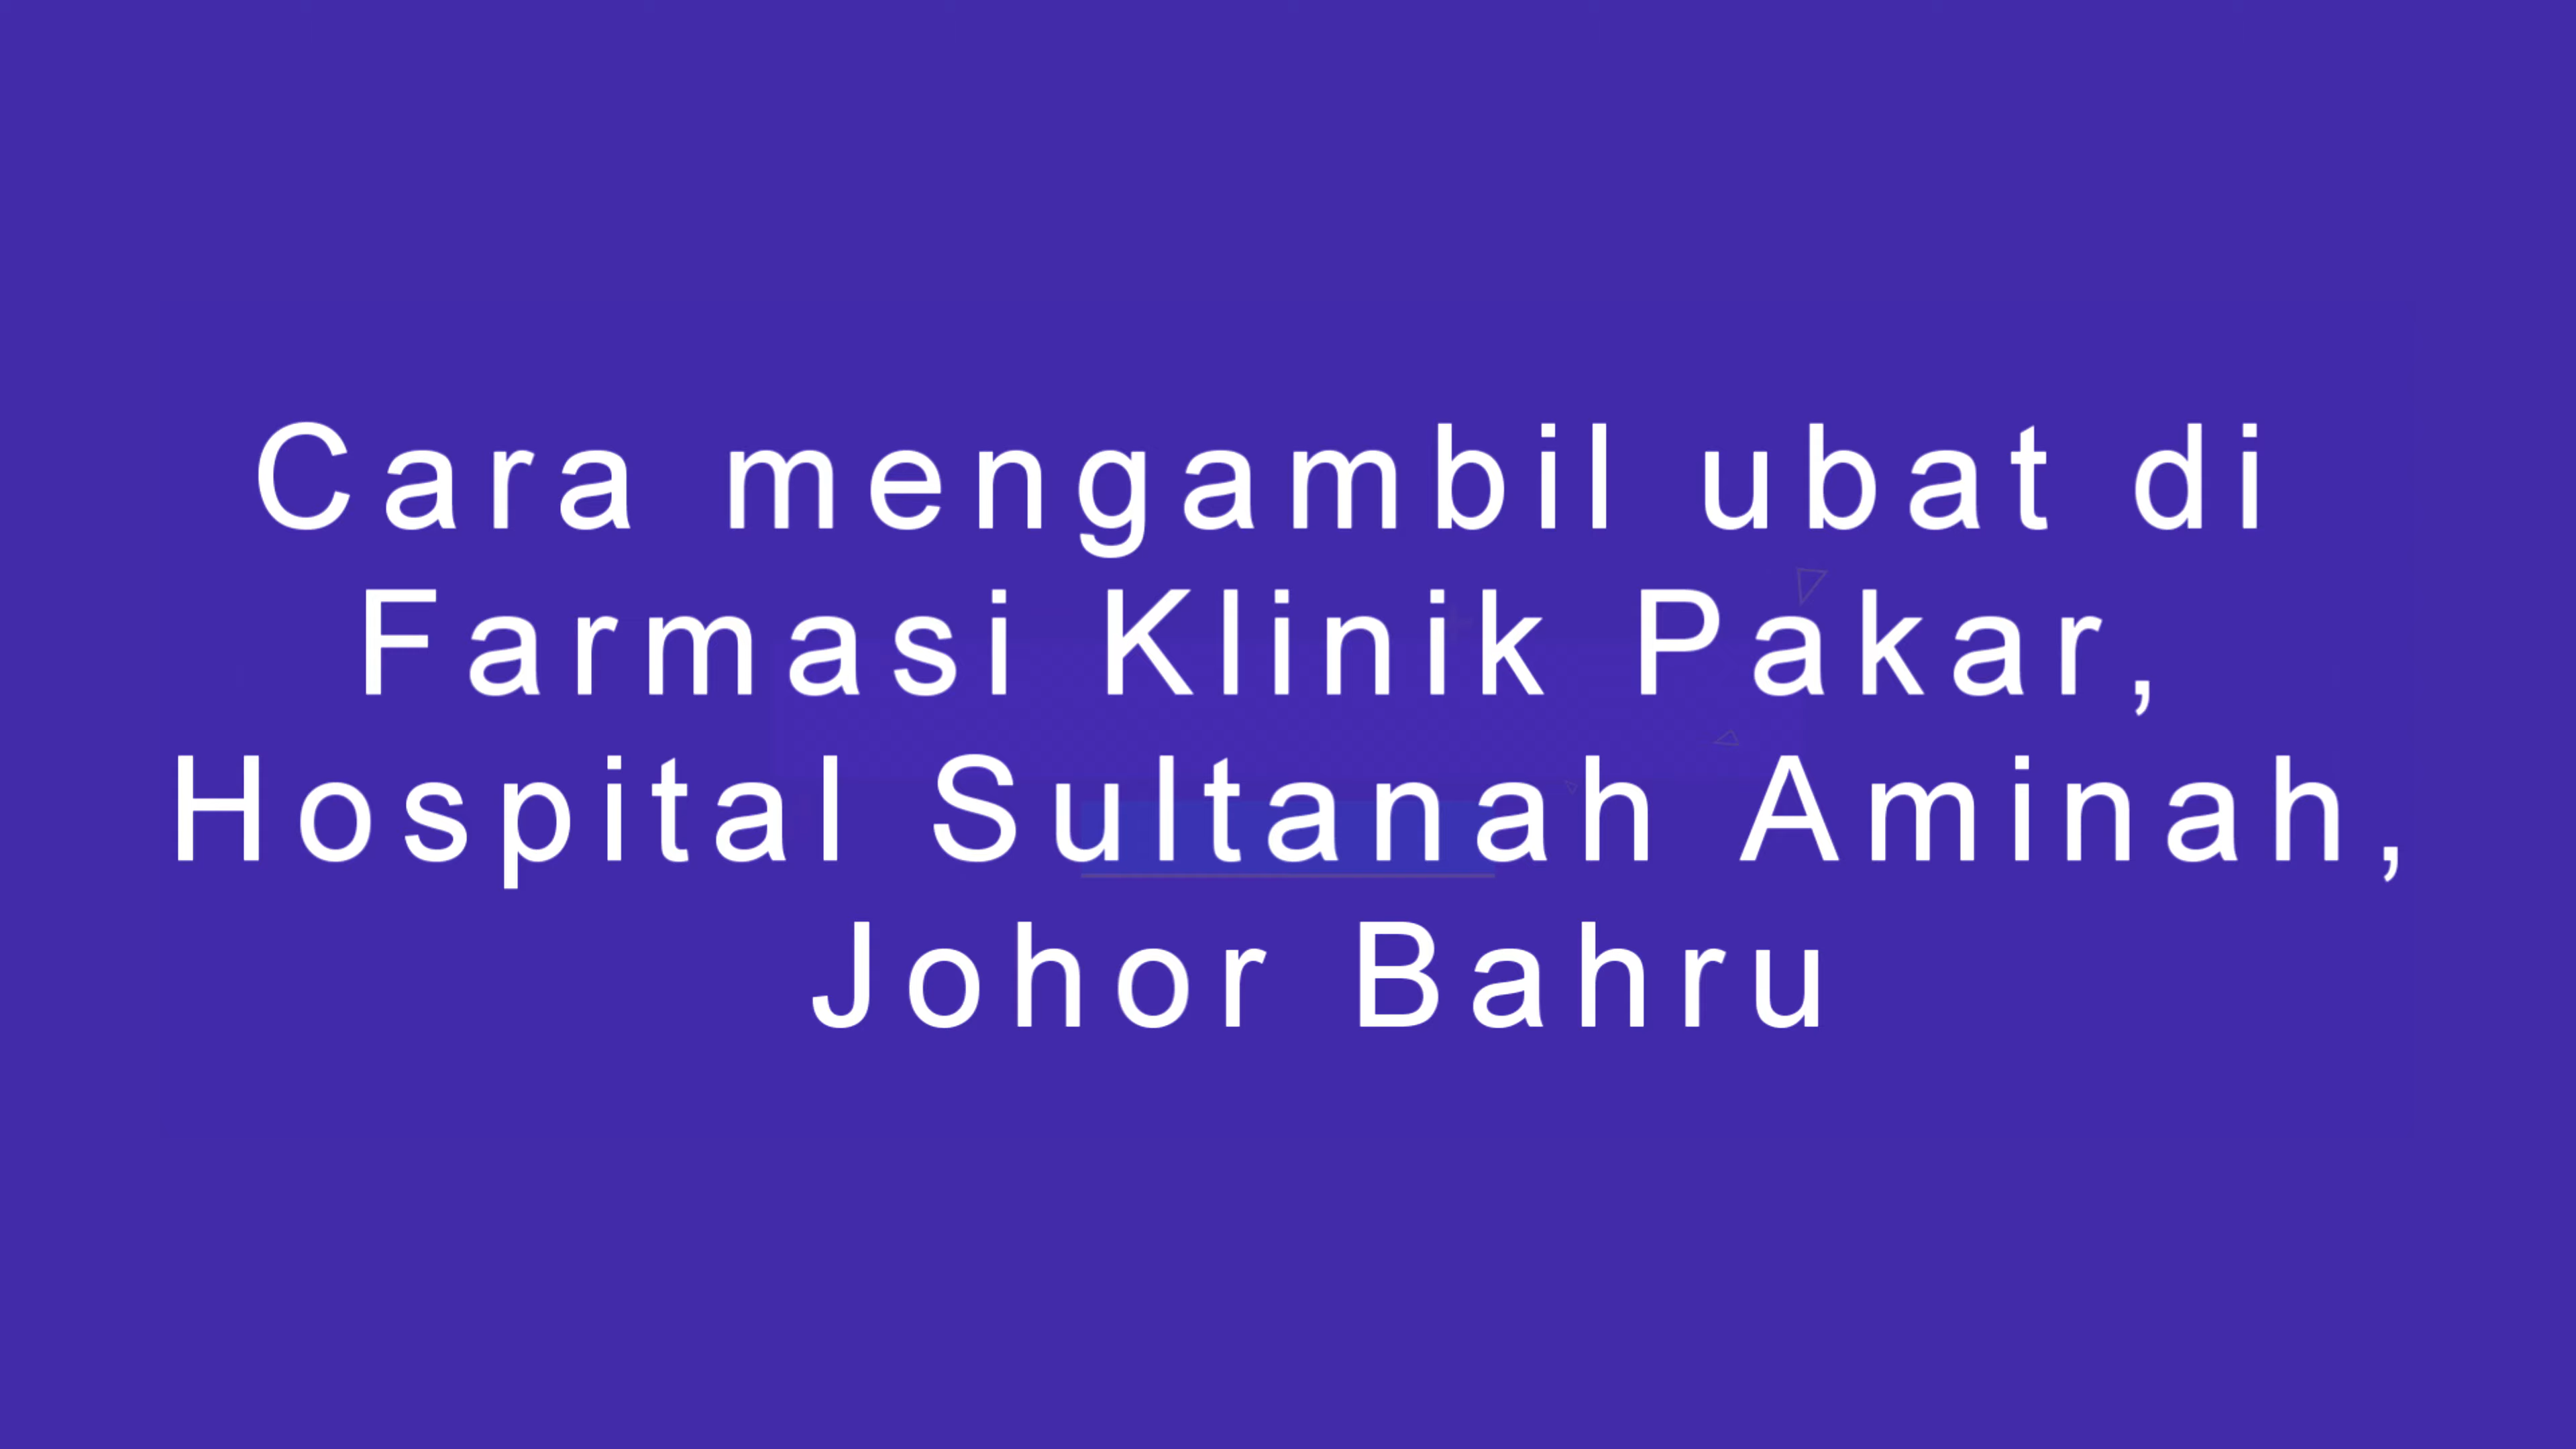 Cara mengambil ubat di
Farmasi Klinik Pakar,
Hospital Sultanah Aminah,
Johor Bahru